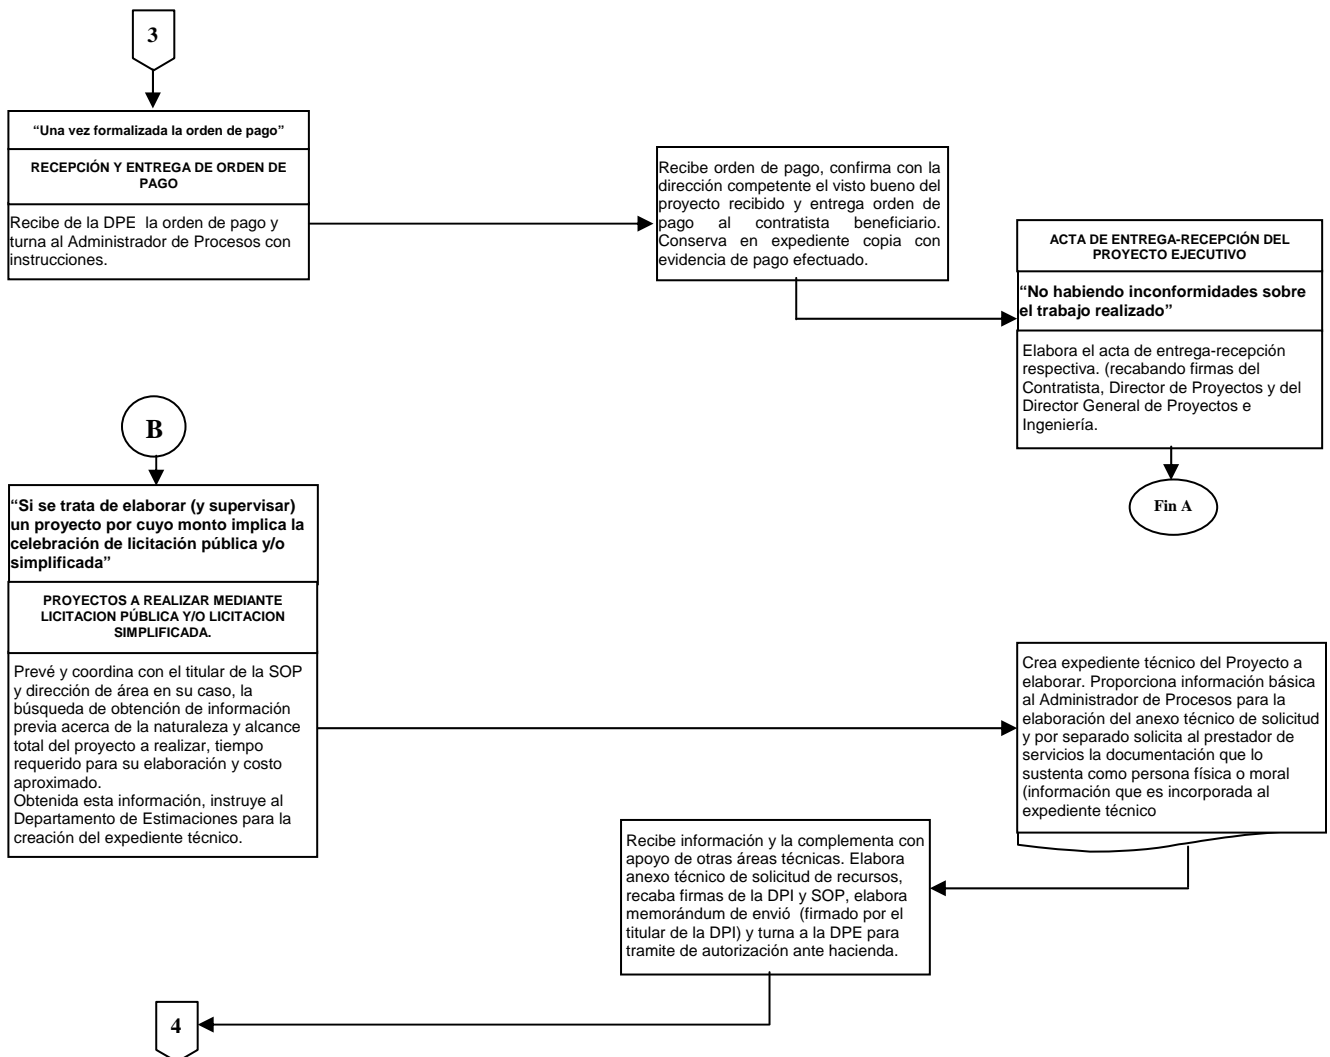 3
“Una vez formalizada la orden de pago”
RECEPCIÓN Y ENTREGA DE ORDEN DE
PAGO
Recibe de la DPE la orden de pago y
turna al Administrador de Procesos con
instrucciones.
Recibe orden de pago, confirma con la
dirección competente el visto bueno del
proyecto recibido y entrega orden de
pago al contratista beneficiario.
Conserva en expediente copia con
evidencia de pago efectuado.
ACTA DE ENTREGA-RECEPCIÓN DEL
PROYECTO EJECUTIVO
“No habiendo inconformidades sobre
el trabajo realizado”
Elabora el acta de entrega-recepción
respectiva. (recabando firmas del
Contratista, Director de Proyectos y del
Director General de Proyectos e
Ingeniería.
Fin A
B
“Si se trata de elaborar (y supervisar)
un proyecto por cuyo monto implica la
celebración de licitación pública y/o
simplificada”
PROYECTOS A REALIZAR MEDIANTE
LICITACION PÚBLICA Y/O LICITACION
SIMPLIFICADA.
Prevé y coordina con el titular de la SOP
y dirección de área en su caso, la
búsqueda de obtención de información
previa acerca de la naturaleza y alcance
total del proyecto a realizar, tiempo
requerido para su elaboración y costo
aproximado.
Obtenida esta información, instruye al
Departamento de Estimaciones para la
creación del expediente técnico.
Crea expediente técnico del Proyecto a
elaborar. Proporciona información básica
al Administrador de Procesos para la
elaboración del anexo técnico de solicitud
y por separado solicita al prestador de
servicios la documentación que lo
sustenta como persona física o moral
(información que es incorporada al
expediente técnico
Recibe información y la complementa con
apoyo de otras áreas técnicas. Elabora
anexo técnico de solicitud de recursos,
recaba firmas de la DPI y SOP, elabora
memorándum de envió (firmado por el
titular de la DPI) y turna a la DPE para
tramite de autorización ante hacienda.
4